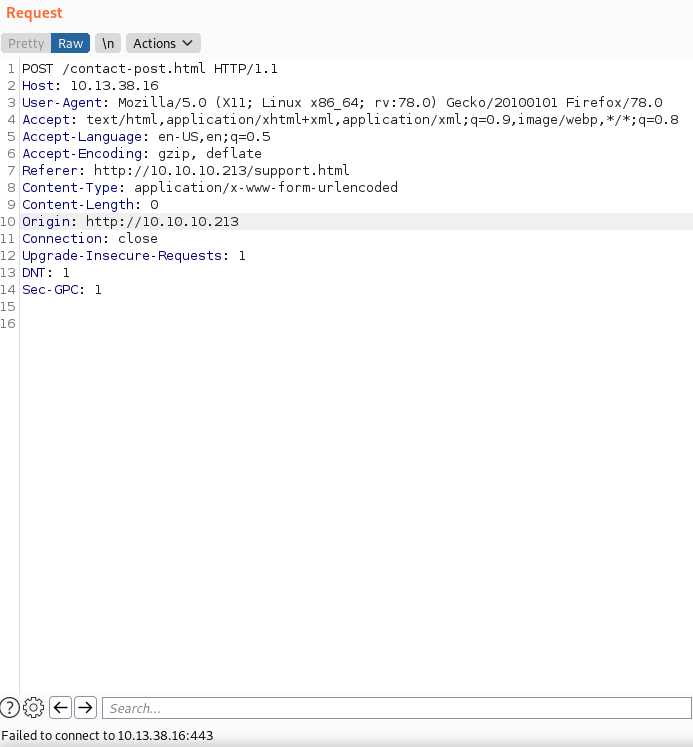 Request
Pretty Raw \n Actions
1 POST /contact-post.html HTTP/1.1
2 Host: 10.13.38.16
3 User-Agent: Mozilla/5.0 (X11; Linux x86_64; rv:78.0) Gecko/20100101 Firefox/78.0
4 Accept: text/html,application/xhtml+xml,application/xml;q=0.9,image/webp,*/*;q=0.8
5 Accept-Language: en-US,en;q=0.5
6 Accept-Encoding: gzip, deflate
7 Referer: http://10.10.10.213/support.html
8 Content-Type: application/x-www-form-urlencoded
9 Content-Length: 0
10 Origin: http://10.10.10.213
11 Connection: close
12 Upgrade-Insecure-Requests: 1
13 DNT: 1
14 Sec-GPC: 1
15
16
? Search...
Failed to connect to 10.13.38.16:443